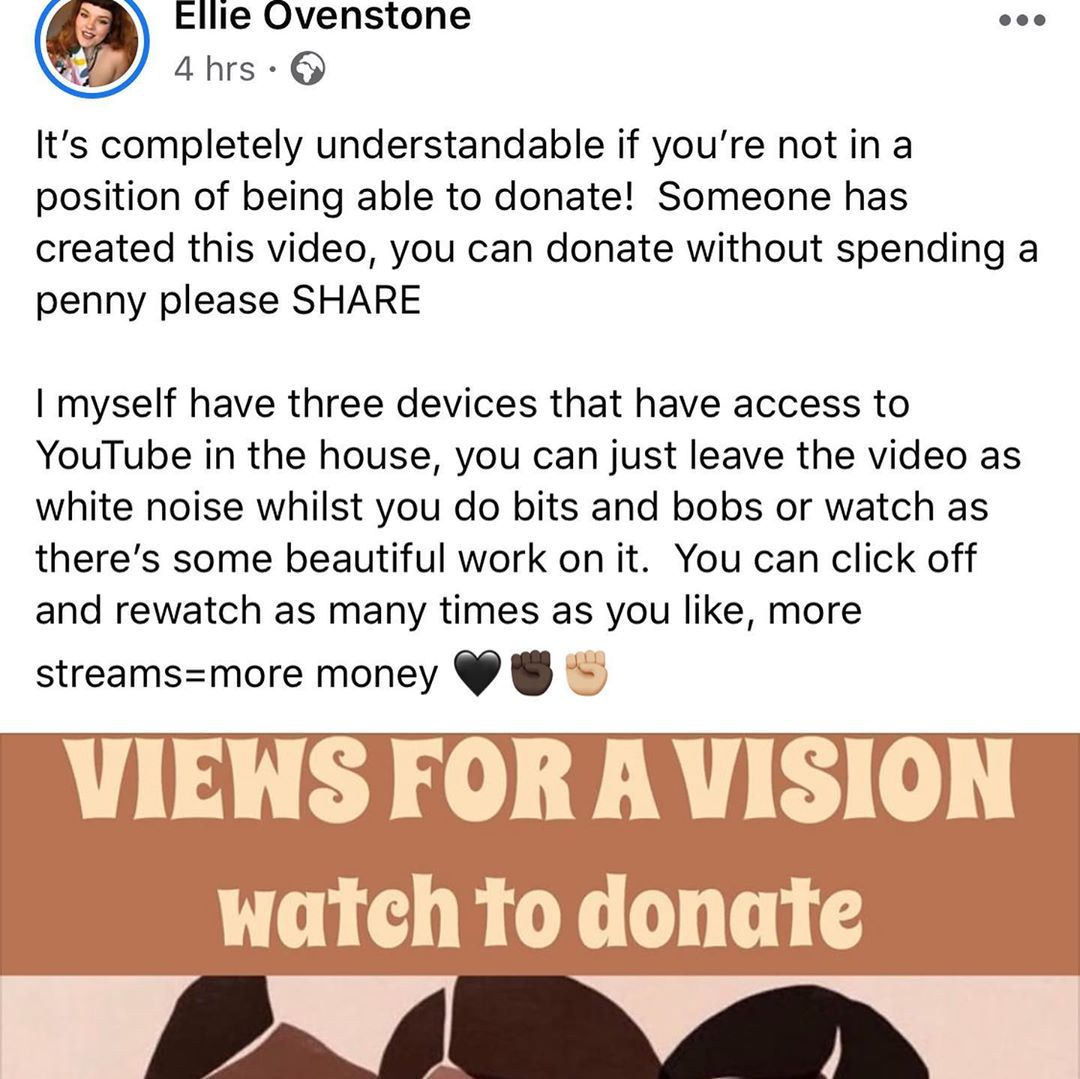 Ellie Ovenstone
4 hrs ·
It’s completely understandable if you’re not in a
position of being able to donate!  Someone has
created this video, you can donate without spending a
penny please SHARE
I myself have three devices that have access to
YouTube in the house, you can just leave the video as
white noise whilst you do bits and bobs or watch as
there’s some beautiful work on it.  You can click off
and rewatch as many times as you like, more
streams=more money 🖤✊🏿✊🏼
VIEWS FOR A VISION
watch to donate